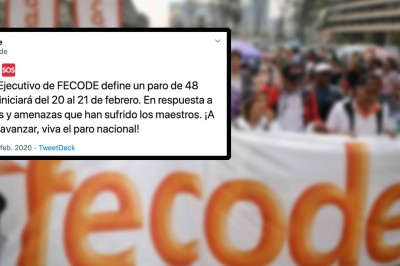 e
de
SOS
Ejecutivo de FECODE define un paro de 48
iniciará del 20 al 21 de febrero. En respuesta a
s y amenazas que han sufrido los maestros. ¡A
avanzar, viva el paro nacional!
feb. 2020 · TweetDeck
fecode